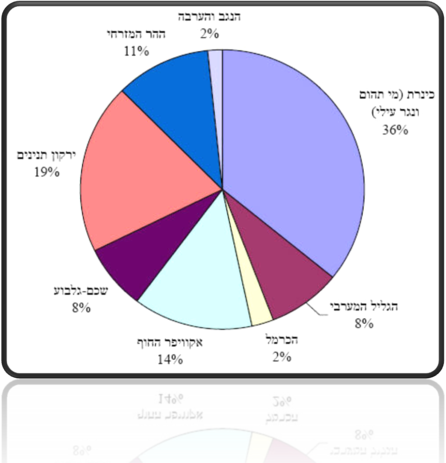 הנגב והערבה
2%
ההר המזרחי
11%
כינרת (מי תהום
ונגר עילי)
36%
ירקון תנינים
19%
שכם-גלבוע
8%
הגליל המערבי
8%
הכרמל
2%
אקוויפר החוף
14%